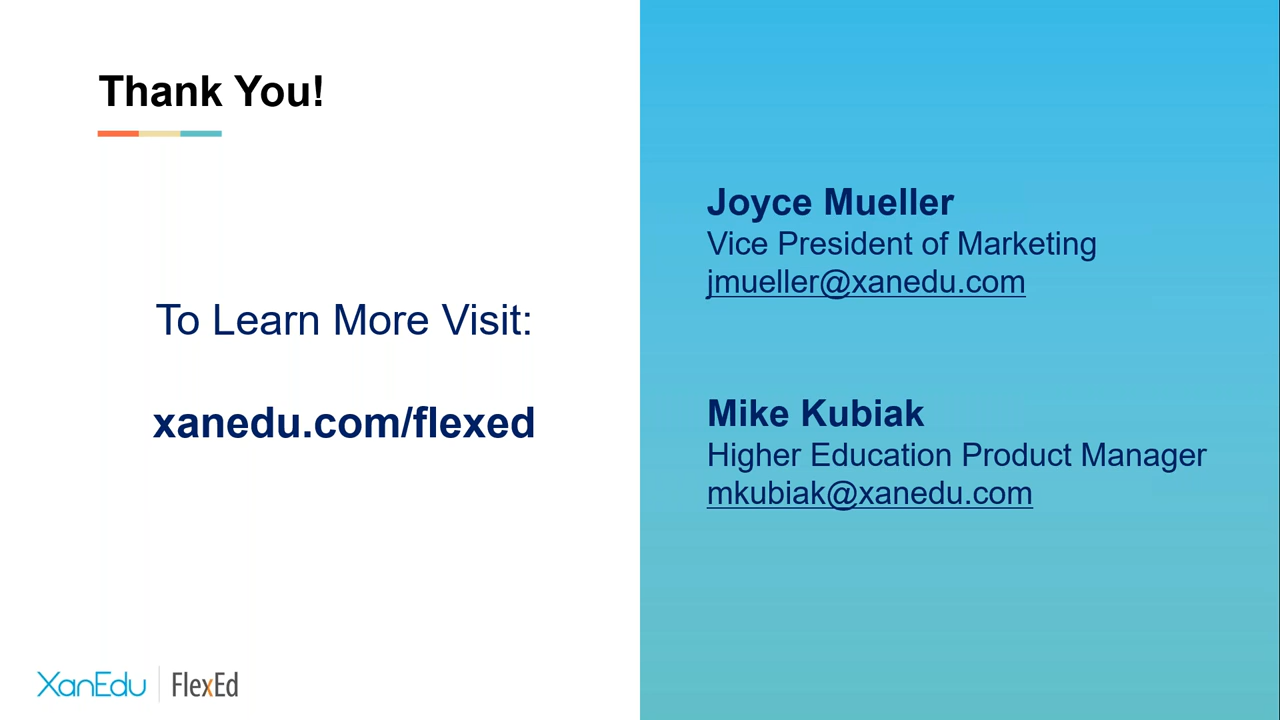 Thank You!
To Learn More Visit:
xanedu.com/flexed
Joyce Mueller
Vice President of Marketing
jmueller@xanedu.com
Mike Kubiak
Higher Education Product Manager
mkubiak@xanedu.com
XanEdu | FlexEd